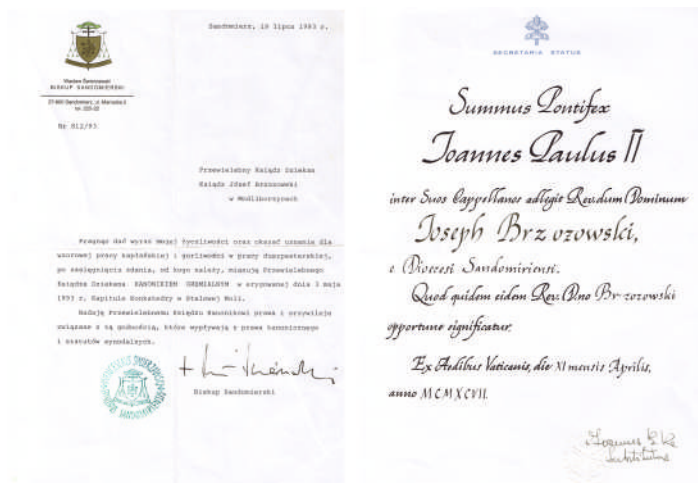 Sandomierz, 19 lipca 1993 r.
Wacław Świerzawski
BISKUP SANDOMIERSKI
27-600 Sandomierz, ul. Mariacka
tel.
Nr 812/93
Przewielebny Ksiądz Dziekan
Ksiądz Józef Brzozowski
w Modliborzycach
Pragnąc dać wyraz mojej życzliwości oraz okazać uznanie dla
wzorowej pracy kapłańskiej i gorliwości w pracy duszpasterskiej,
po zasięgnięciu zdania, od kogo należy, mianuję Przewielebnego
Księdza Dziekana KANONIKIEM GREMIALNYM w erygowanej dnia 3 maja
1993 r. Kapitule Konkatedry w Stalowej Woli.
Nadaję Przewielebnemu Księdzu Kanonikowi prawa i przywileje
związane z tą godnością, które wypływają z prawa kanonicznego
i statutów synodalnych.
Biskup Sandomierski
SECRETARIA STATUS
Summus Pontifex
Joannes Paulus II
inter Suos Cappellanos adlegit Rev.dum Dominum
Joseph Brzozowski,
e Dioecesi Sandomiriensi.
Quod quidem eidem Rev. D.no Brzozowski
opportune significatur.
Ex Aedibus Vaticanis, die XI mensis Aprilis,
anno MCMXCVII.